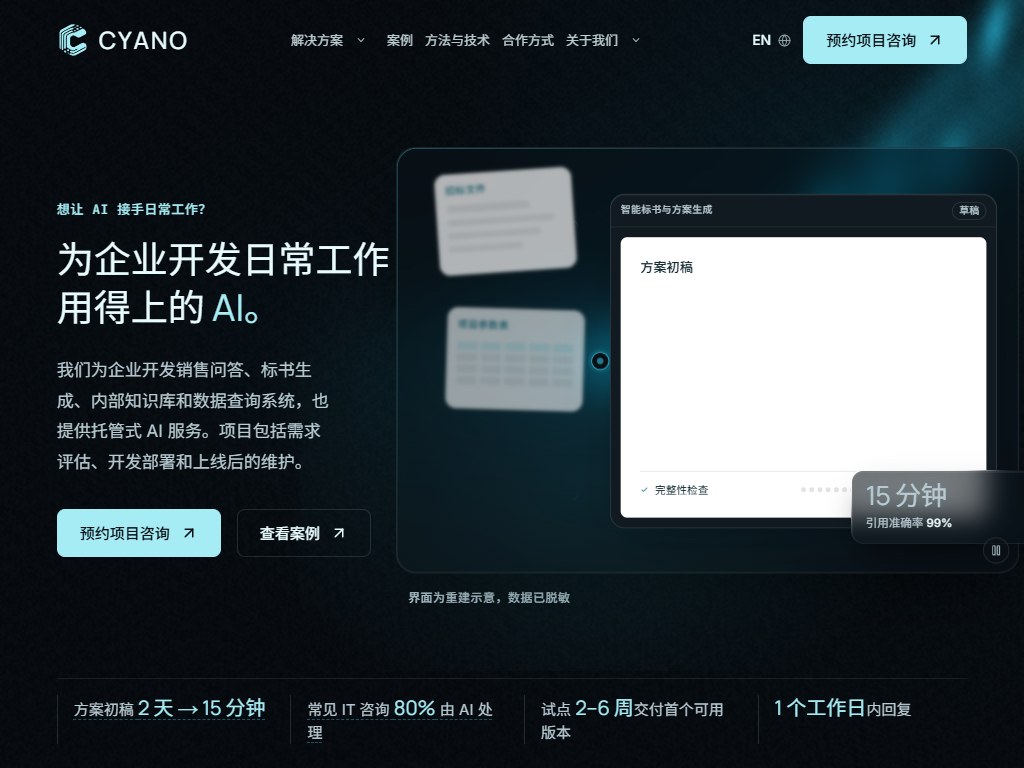 CYANO
解决方案
案例
方法与技术
合作方式
关于我们
EN
预约项目咨询
想让 AI 接手日常工作？
为企业开发日常工作
用得上的 AI。
我们为企业开发销售问答、标书生
成、内部知识库和数据查询系统，也
提供托管式 AI 服务。项目包括需求
评估、开发部署和上线后的维护。
预约项目咨询
查看案例
招标文件
智能标书与方案生成
草稿
方案初稿
完整性检查
15 分钟
引用准确率 99%
界面为重建示意，数据已脱敏
方案初稿 2 天 → 15 分钟
常见 IT 咨询 80% 由 AI 处
理
试点 2–6 周交付首个可用
版本
1 个工作日内回复